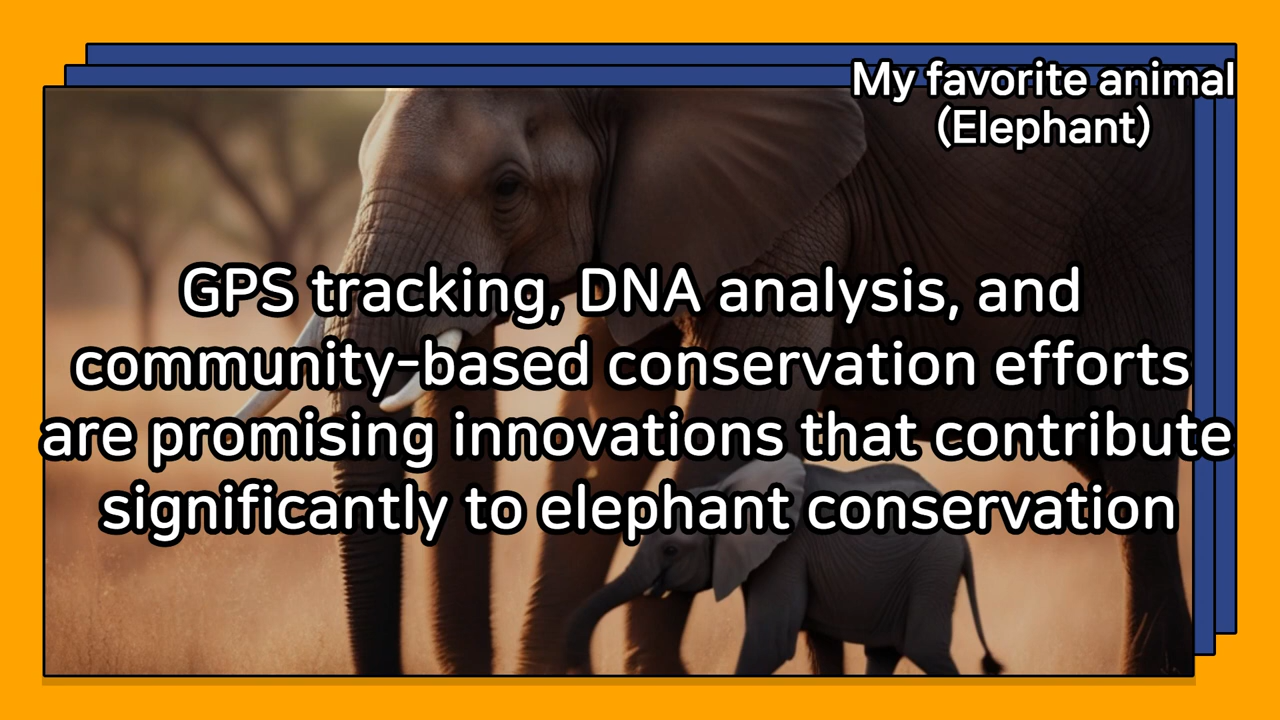 My favorite animal
(Elephant)
GPS tracking, DNA analysis, and
community-based conservation efforts
are promising innovations that contribute
significantly to elephant conservation